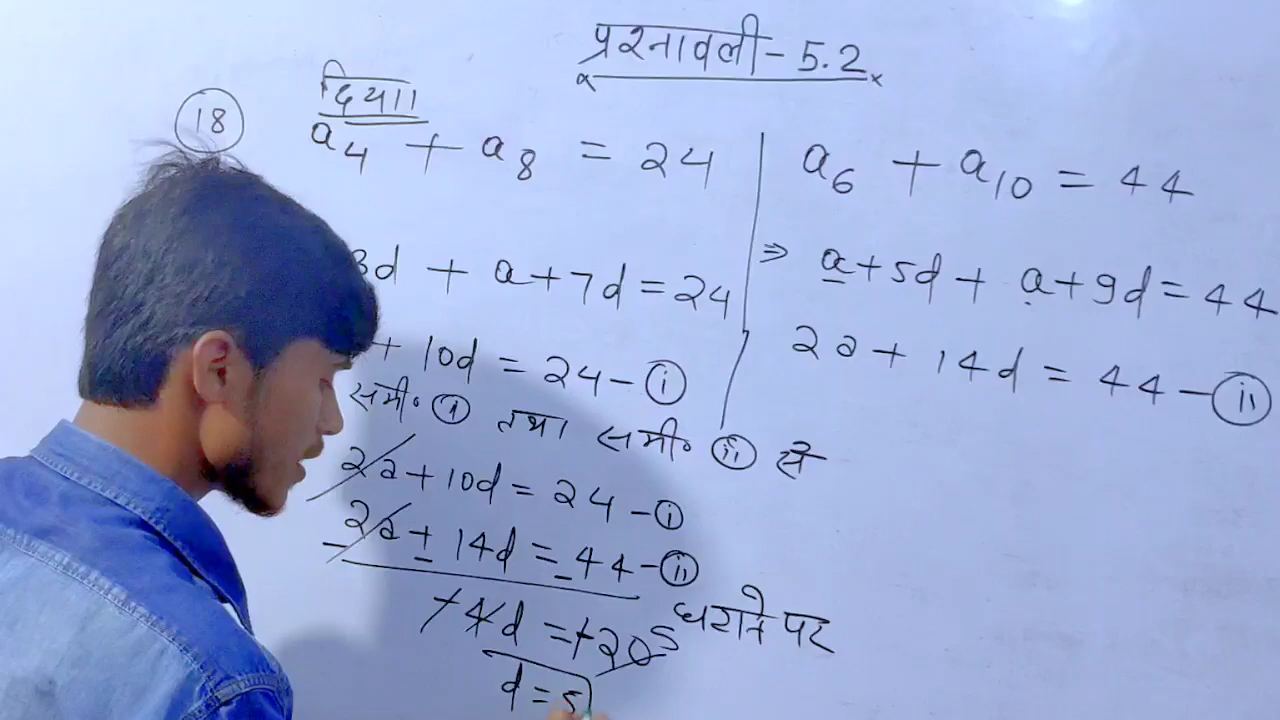 प्रश्नावली - 5.2
18
दिया।
a₄ + a₈ = 24
3d + a + 7d = 24
+ 10d = 24 - (i)
a₆ + a₁₀ = 44
⇒ a + 5d + a + 9d = 44
2a + 14d = 44 - (ii)
समी॰ (i) तथा समी॰ (ii) से
2a + 10d = 24 - (i)
2a + 14d = 44 - (ii)
घटाने पर
-4d = -20 5
d = 5